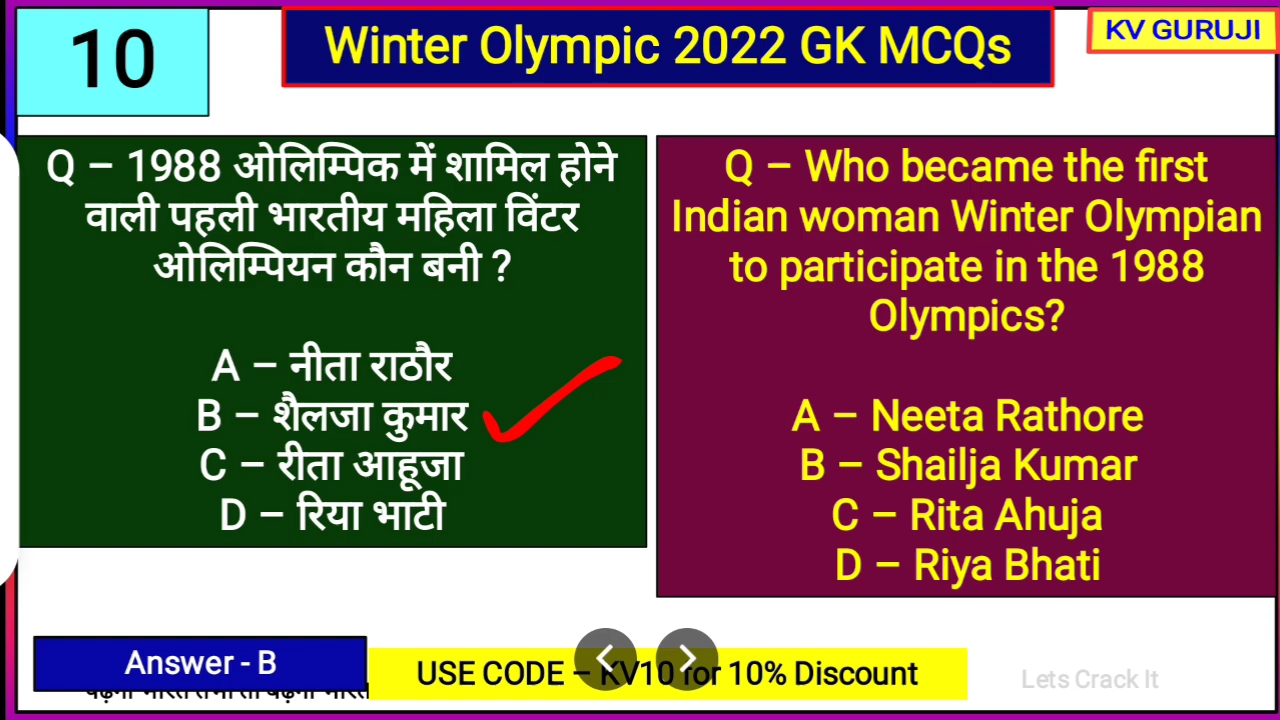 10
Winter Olympic 2022 GK MCQs
KV GURUJI
Q – 1988 ओलिम्पिक में शामिल होने
वाली पहली भारतीय महिला विंटर
ओलिम्पियन कौन बनी ?
A – नीता राठौर
B – शैलजा कुमार
C – रीता आहूजा
D – रिया भाटी
Q – Who became the first
Indian woman Winter Olympian
to participate in the 1988
Olympics?
A – Neeta Rathore
B – Shailja Kumar
C – Rita Ahuja
D – Riya Bhati
Answer - B
USE CODE – KV10 for 10% Discount
Lets Crack It